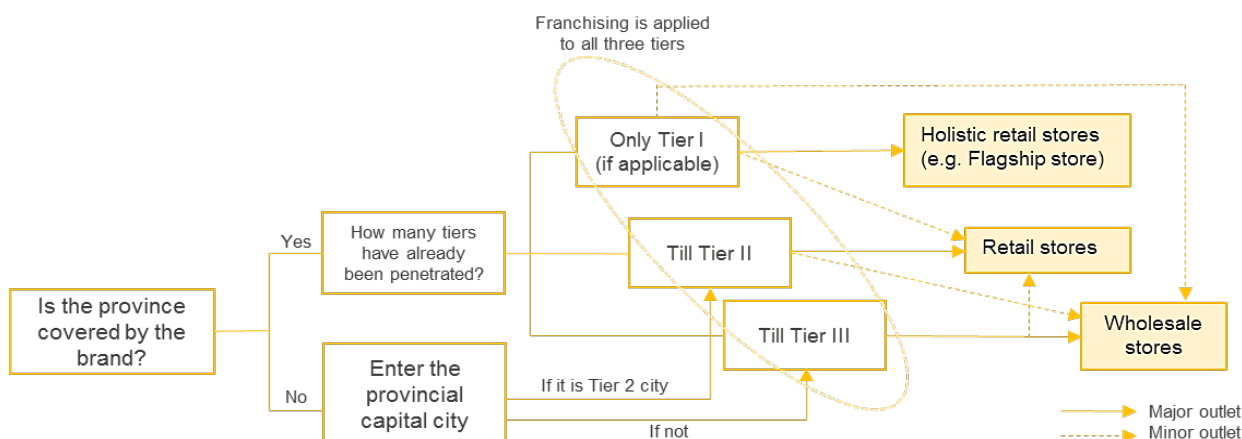 Franchising is applied
to all three tiers
Only Tier I
(if applicable)
Holistic retail stores
(e.g. Flagship store)
Yes
How many tiers
have already
been penetrated?
Till Tier II
Retail stores
Is the province
covered by the
brand?
Till Tier III
Wholesale
stores
No
Enter the
provincial
capital city
If it is Tier 2 city
If not
Major outlet
Minor outlet